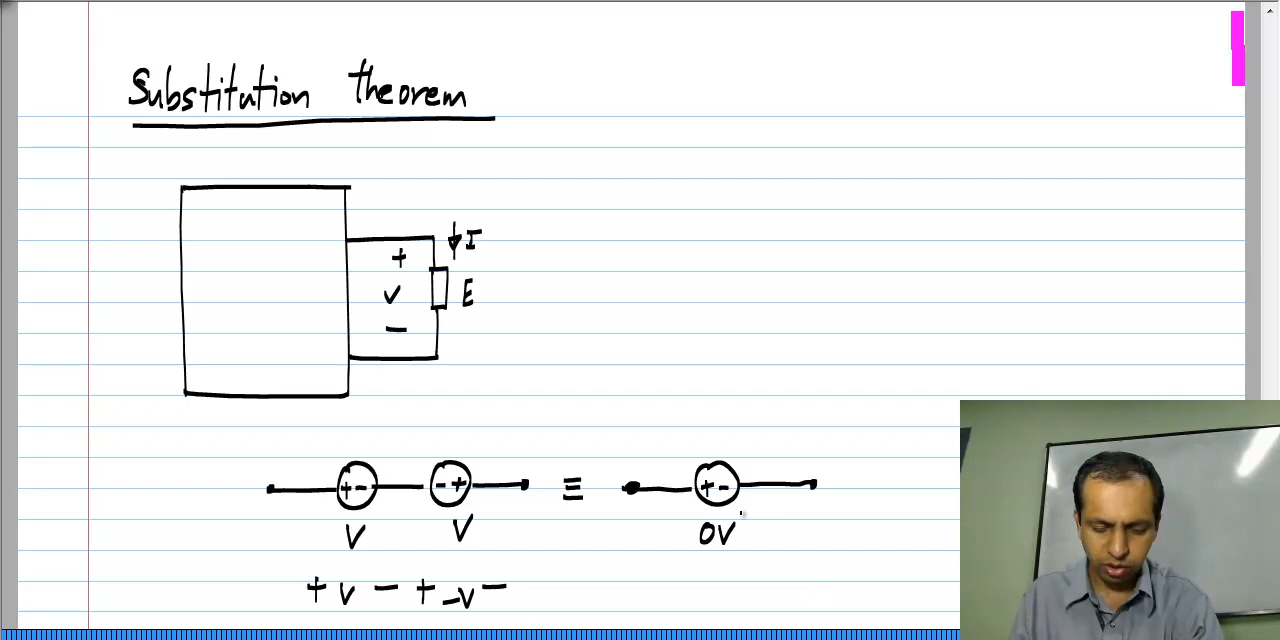 Substitution theorem
I
+
V
E
−
+ − − + ≡ + −
V V 0V
+ V − + −V −